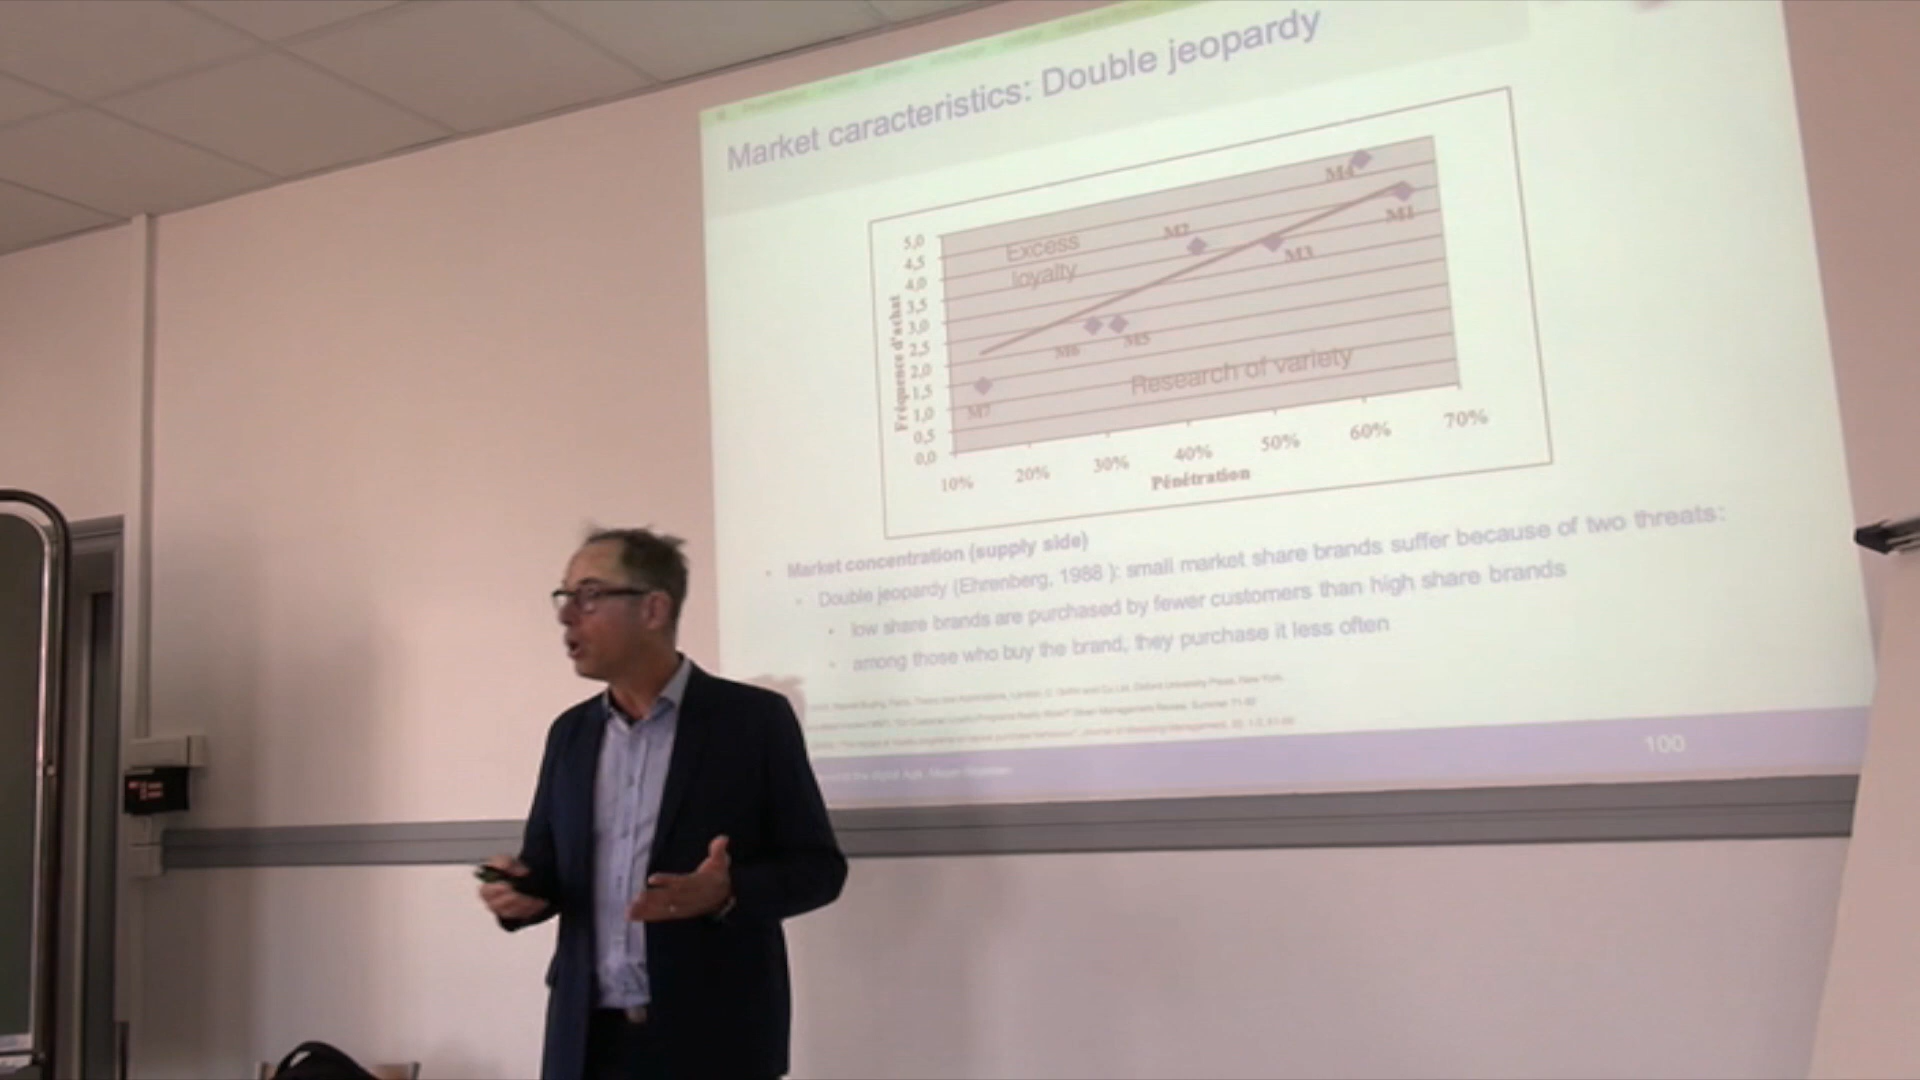 Market caracteristics: Double jeopardy
5,0
4,5
4,0
3,5
3,0
2,5
2,0
1,5
1,0
0,5
0,0
Fréquence d'achat
Excess
loyalty
M4
M1
M2
M3
M6
M5
M7
Research of variety
10%
20%
30%
40%
50%
60%
70%
Pénétration
Market concentration (supply side)
Double jeopardy (Ehrenberg, 1988 ): small market share brands suffer because of two threats:
low share brands are purchased by fewer customers than high share brands
among those who buy the brand, they purchase it less often
100